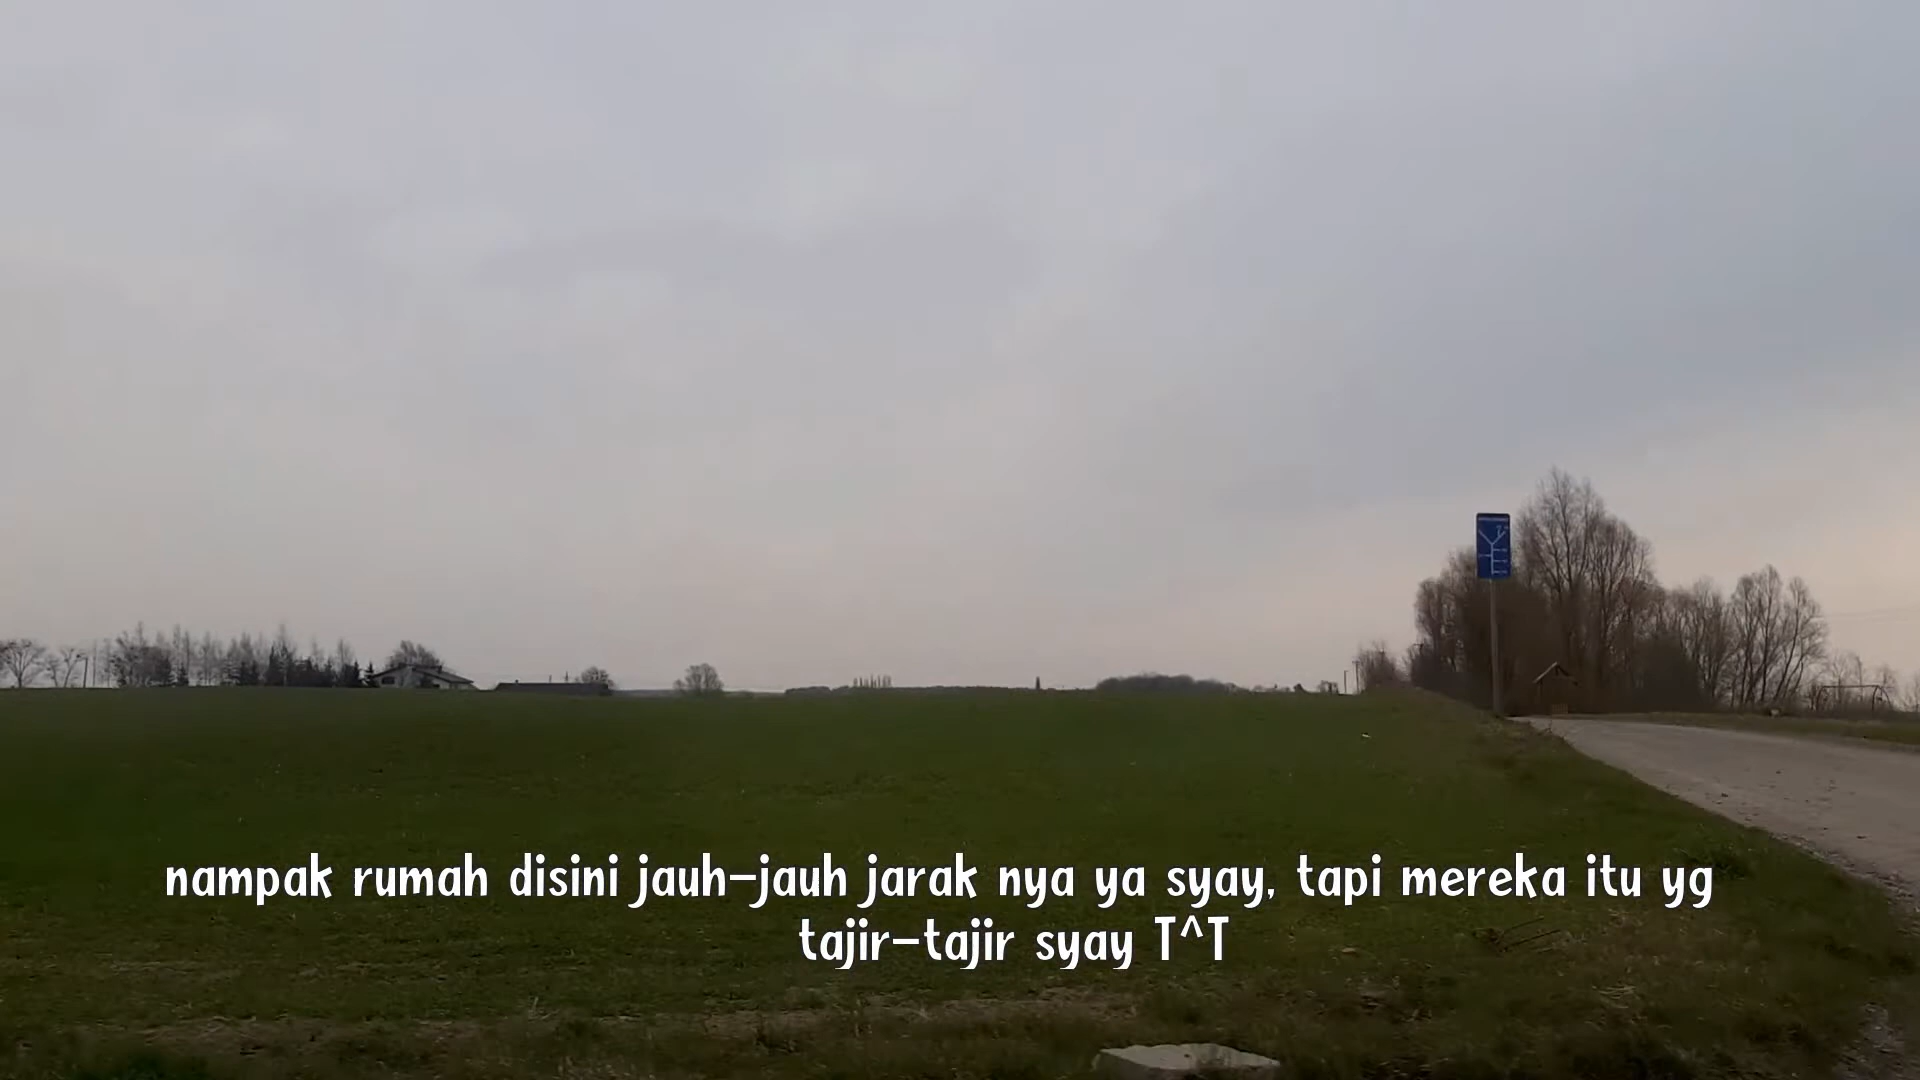 nampak rumah disini jauh-jauh jarak nya ya syay, tapi mereka itu yg
tajir-tajir syay T^T